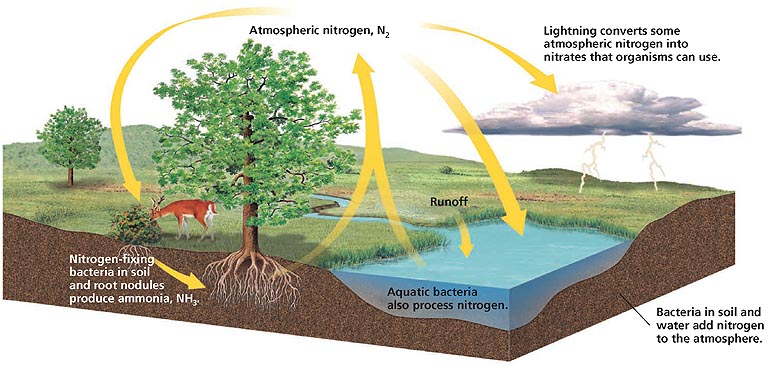 Atmospheric nitrogen, N₂
Lightning converts some
atmospheric nitrogen into
nitrates that organisms can use.
Runoff
Nitrogen-fixing
bacteria in soil
and root nodules
produce ammonia, NH₃.
Aquatic bacteria
also process nitrogen.
Bacteria in soil and
water add nitrogen
to the atmosphere.